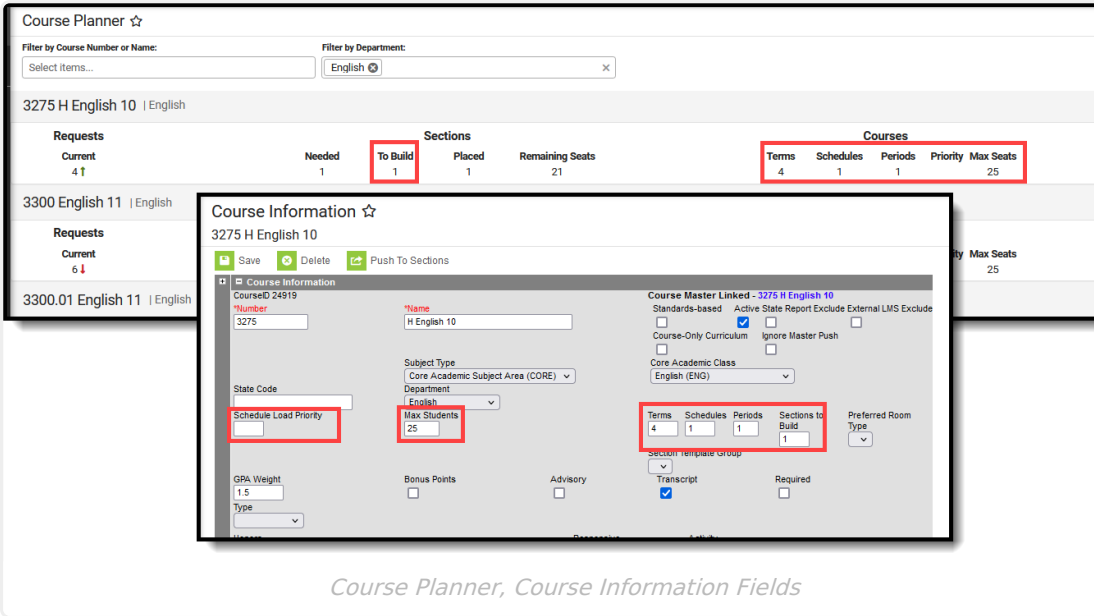 Course Planner
Filter by Course Number or Name:
Filter by Department:
Select items...
English
3275 H English 10 | English
Requests
Sections
Courses
Current
Needed
To Build
Placed
Remaining Seats
Terms
Schedules
Periods
Priority
Max Seats
4
1
1
1
21
4
1
1
25
3300 English 11 | English
Requests
Current
ity
Max Seats
6
25
3300.01 English 11 | English
Course Information
3275 H English 10
Save
Delete
Push To Sections
Course Information
CourseID 24919
Course Master Linked - 3275 H English 10
*Number
*Name
Standards-based
Active
State Report Exclude
External LMS Exclude
3275
H English 10
Course-Only Curriculum
Ignore Master Push
Subject Type
Core Academic Class
Core Academic Subject Area (CORE)
English (ENG)
State Code
Department
English
Schedule Load Priority
Max Students
Terms
Schedules
Periods
Sections to Build
Preferred Room Type
25
4
1
1
1
Section Template Group
GPA Weight
Bonus Points
Advisory
Transcript
Required
1.5
Type
Course Planner, Course Information Fields